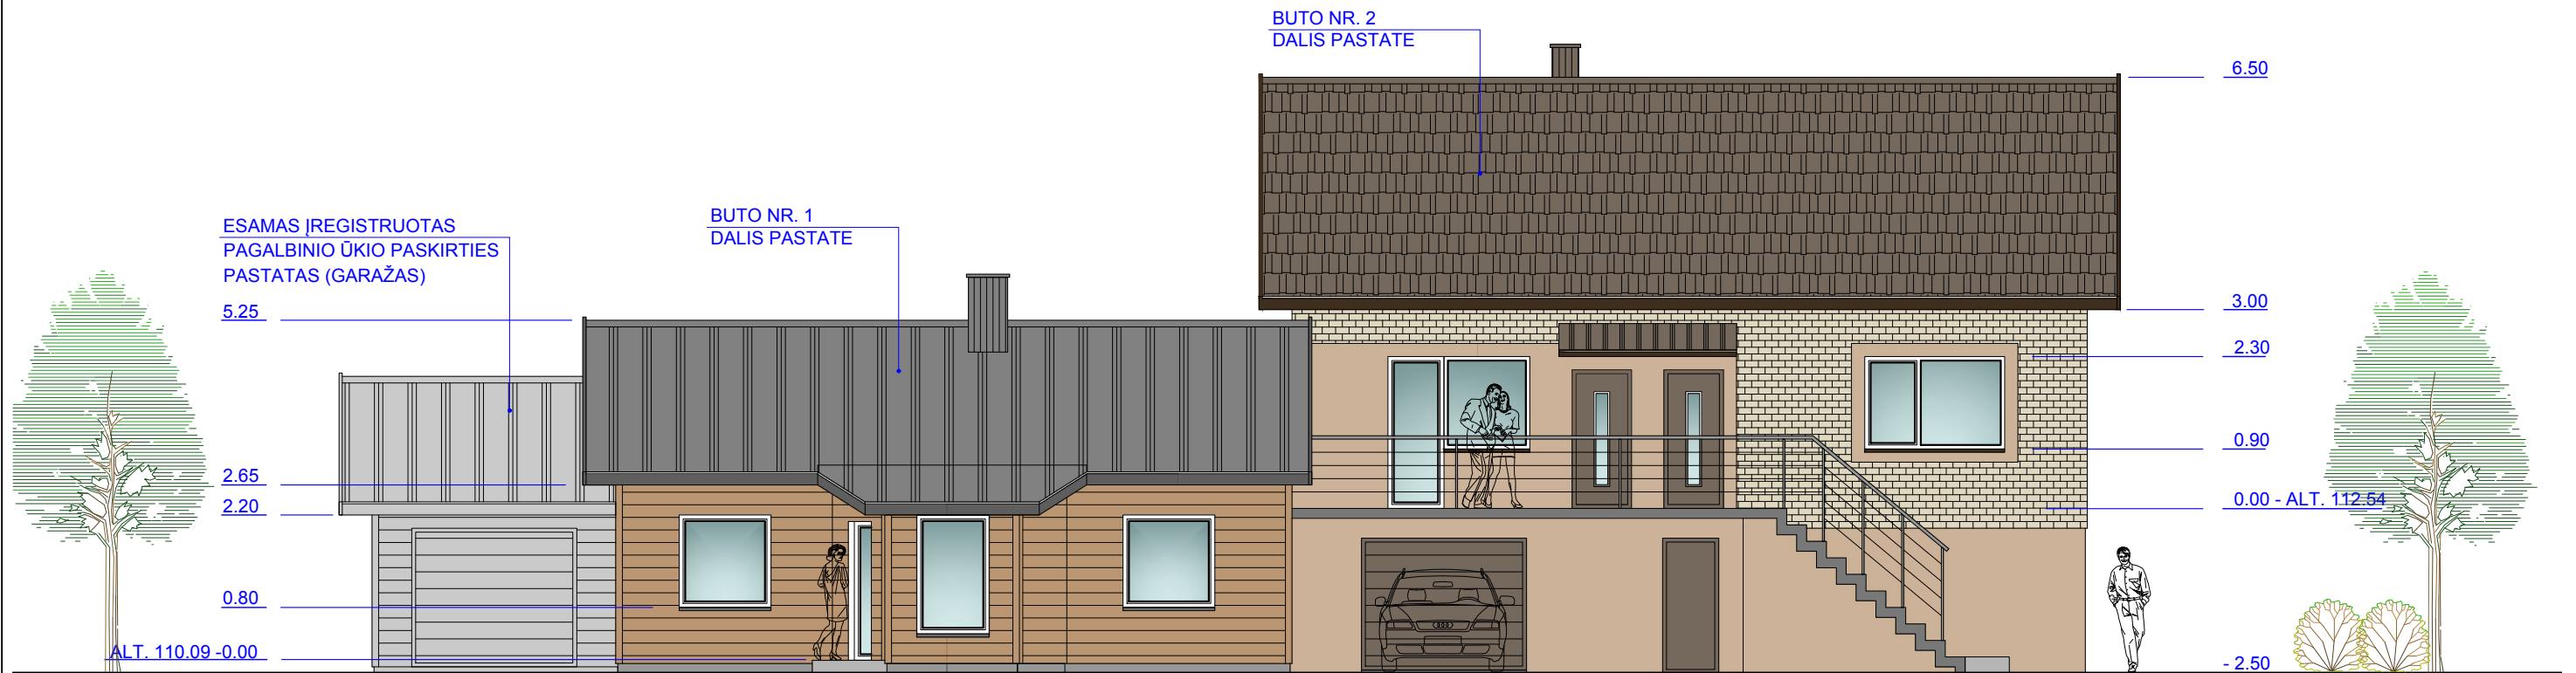 BUTO NR. 2
DALIS PASTATE
6.50
ESAMAS ĮREGISTRUOTAS
PAGALBINIO ŪKIO PASKIRTIES
PASTATAS (GARAŽAS)
BUTO NR. 1
DALIS PASTATE
5.25
3.00
2.30
0.90
2.65
2.20
0.00 - ALT. 112.54
0.80
ALT. 110.09 -0.00
- 2.50